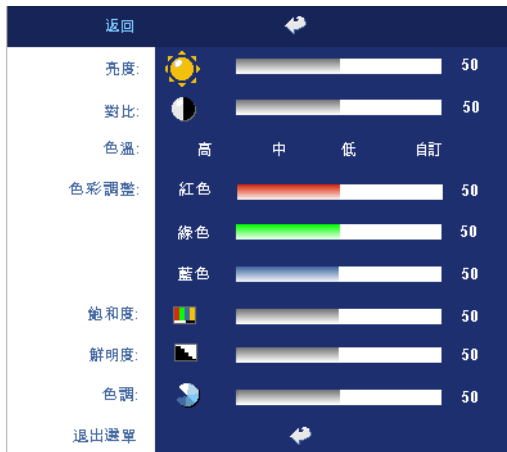 返回
亮度: 50
對比: 50
色溫: 高 中 低 自訂
色彩調整: 紅色 50
綠色 50
藍色 50
飽和度: 50
鮮明度: 50
色調: 50
退出選單